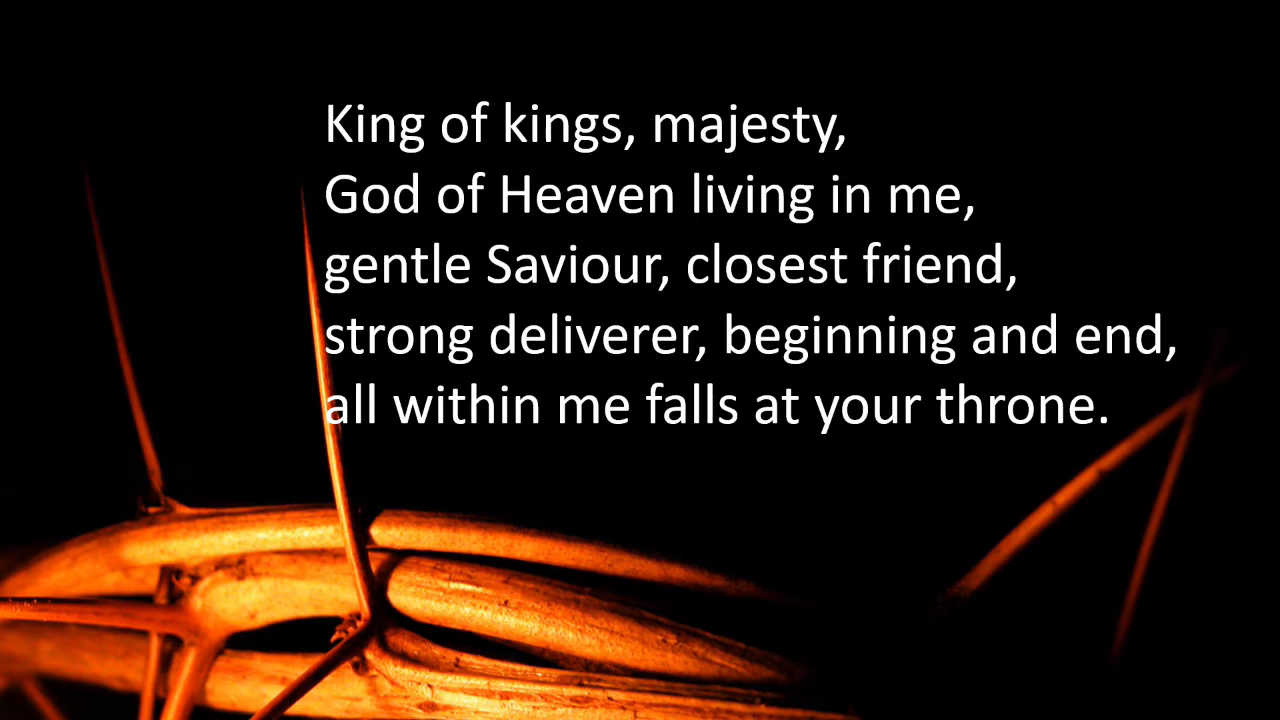 King of kings, majesty,
God of Heaven living in me,
gentle Saviour, closest friend,
strong deliverer, beginning and end,
all within me falls at your throne.